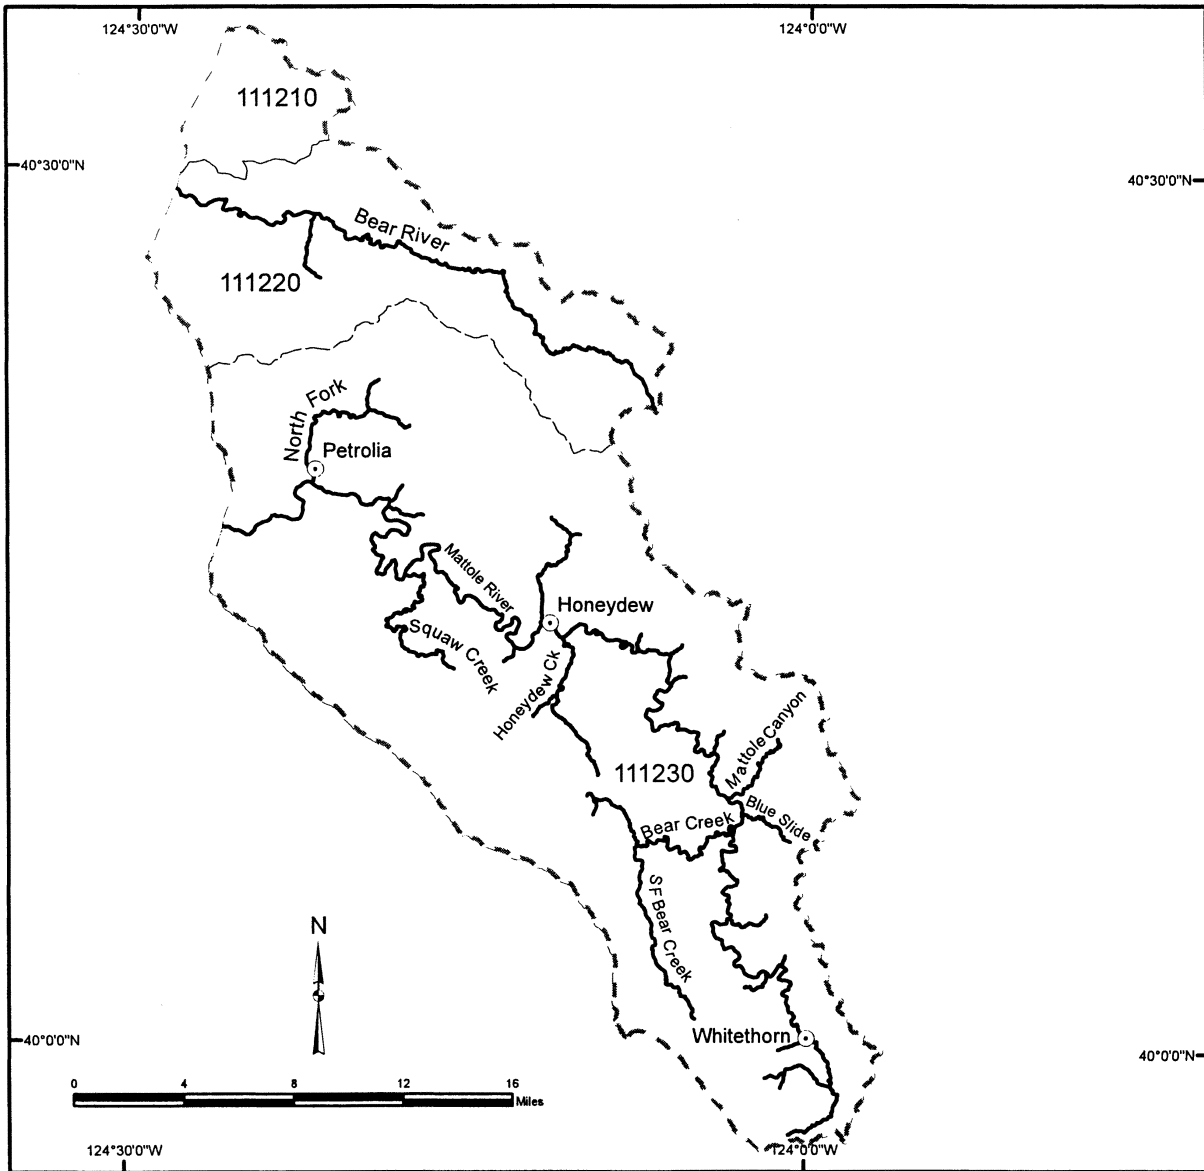 124°30'0"W
124°0'0"W
111210
40°30'0"N
40°30'0"N
Bear River
111220
North Fork
Petrolia
Mattole River
Honeydew
Squaw Creek
Honeydew Ck
Mattole Canyon
111230
Blue Slide
Bear Creek
S F Bear Creek
N
Whitethorn
40°0'0"N
40°0'0"N
0 4 8 12 16
Miles
124°30'0"W
124°0'0"W